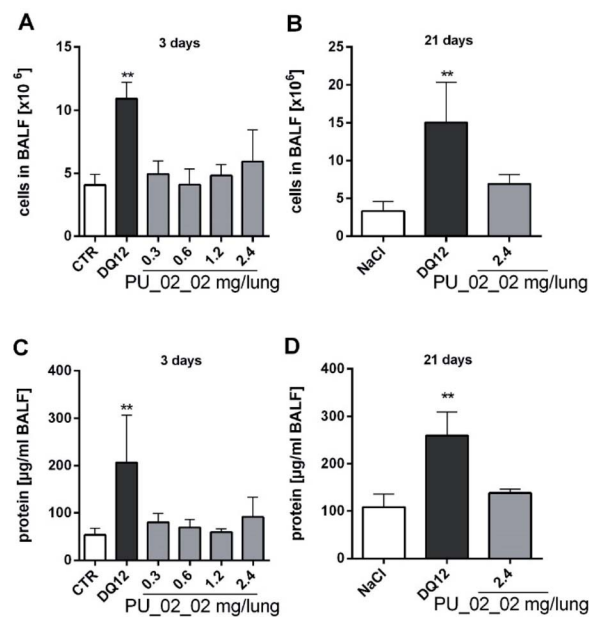 A
3 days
cells in BALF [x10 6]
15
10
5
0
**
CTR
DQ12
0.3
0.6
1.2
2.4
PU_02_02 mg/lung
B
21 days
cells in BALF [x10 6]
25
20
15
10
5
0
**
NaCl
DQ12
2.4
PU_02_02 mg/lung
C
3 days
protein [µg/ml BALF]
400
300
200
100
0
**
CTR
DQ12
0.3
0.6
1.2
2.4
PU_02_02 mg/lung
D
21 days
protein [µg/ml BALF]
400
300
200
100
0
**
NaCl
DQ12
2.4
PU_02_02 mg/lung